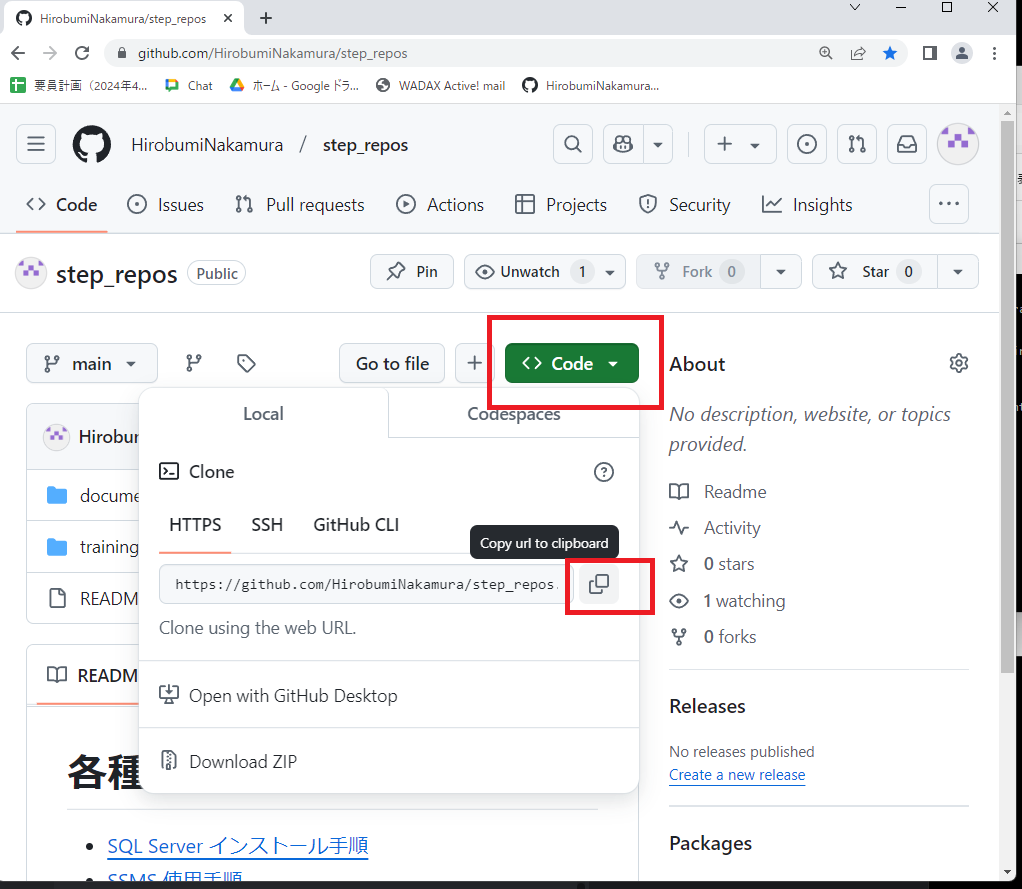 HirobumiNakamura/step_repos
github.com/HirobumiNakamura/step_repos
要員計画（2024年4... Chat ホーム - Google ドラ... WADAX Active! mail HirobumiNakamura...
HirobumiNakamura / step_repos
Code Issues Pull requests Actions Projects Security Insights
step_repos Public Pin Unwatch 1 Fork 0 Star 0
main Go to file Code
About
Local Codespaces
No description, website, or topics
provided.
Hirobu
Clone
docume
Readme
HTTPS SSH GitHub CLI
Activity
Copy url to clipboard
training
0 stars
https://github.com/HirobumiNakamura/step_repos.
READM
1 watching
Clone using the web URL.
0 forks
READM
Open with GitHub Desktop
Releases
No releases published
Download ZIP
Create a new release
各種
Packages
SQL Server インストール手順
SSMS 使用手順